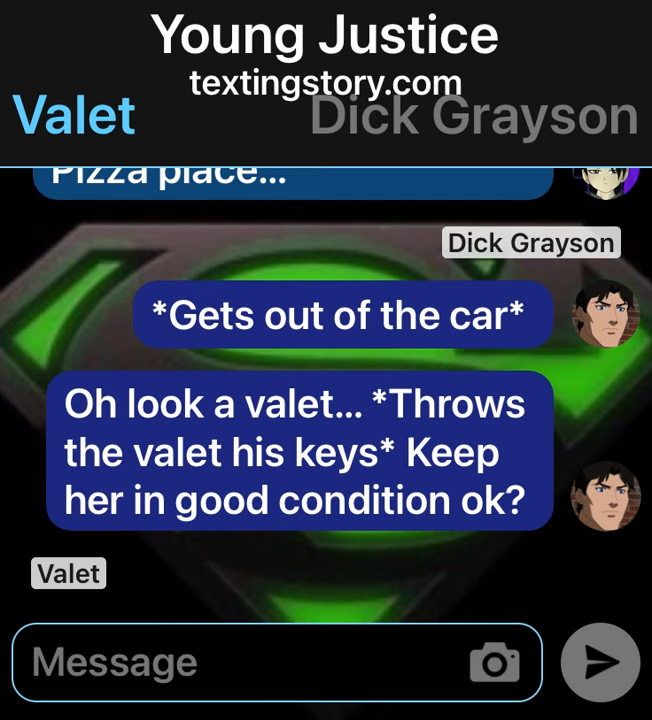 Young Justice
textingstory.com
Valet
Dick Grayson
Pizza place...
Dick Grayson
*Gets out of the car*
Oh look a valet... *Throws
the valet his keys* Keep
her in good condition ok?
Valet
Message